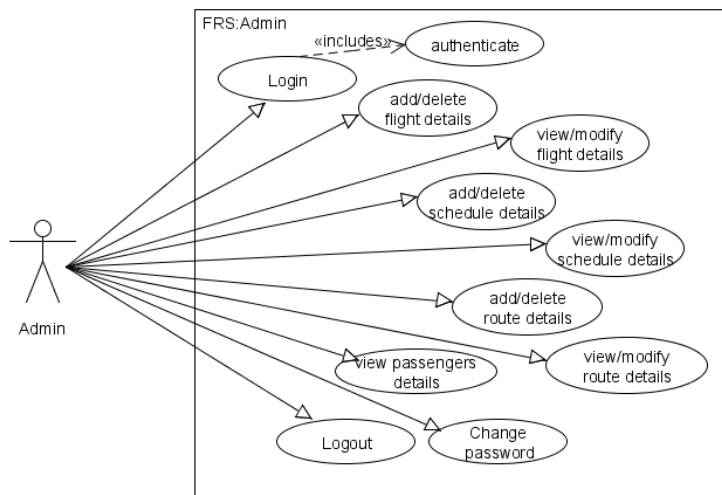 FRS:Admin
«includes»
authenticate
Login
add/delete
flight details
view/modify
flight details
add/delete
schedule details
view/modify
schedule details
Admin
add/delete
route details
view passengers
details
view/modify
route details
Logout
Change
password